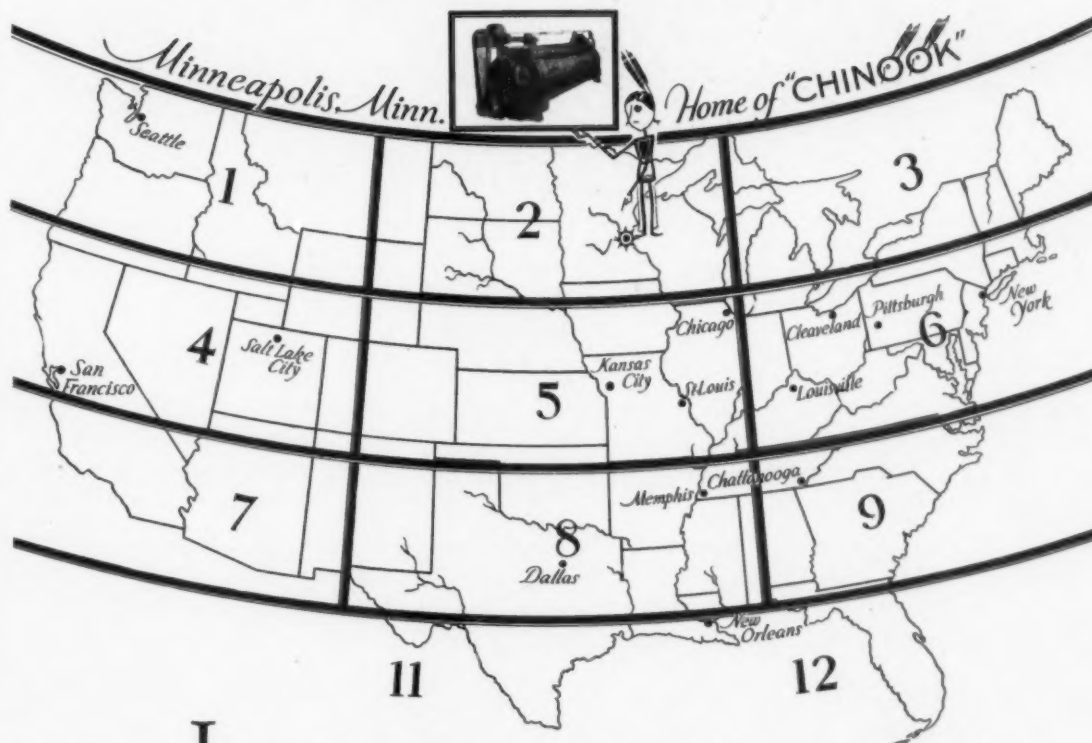 Minneapolis, Minn.
Home of "CHINOOK"
Seattle
1
2
3
Chicago
Cleaveland
Pittsburgh
New
York
6
4
Salt Lake
City
San
Francisco
Kansas
City
St. Louis
Louisville
5
7
Memphis
Chattanooga
8
Dallas
9
New
Orleans
11
12
I